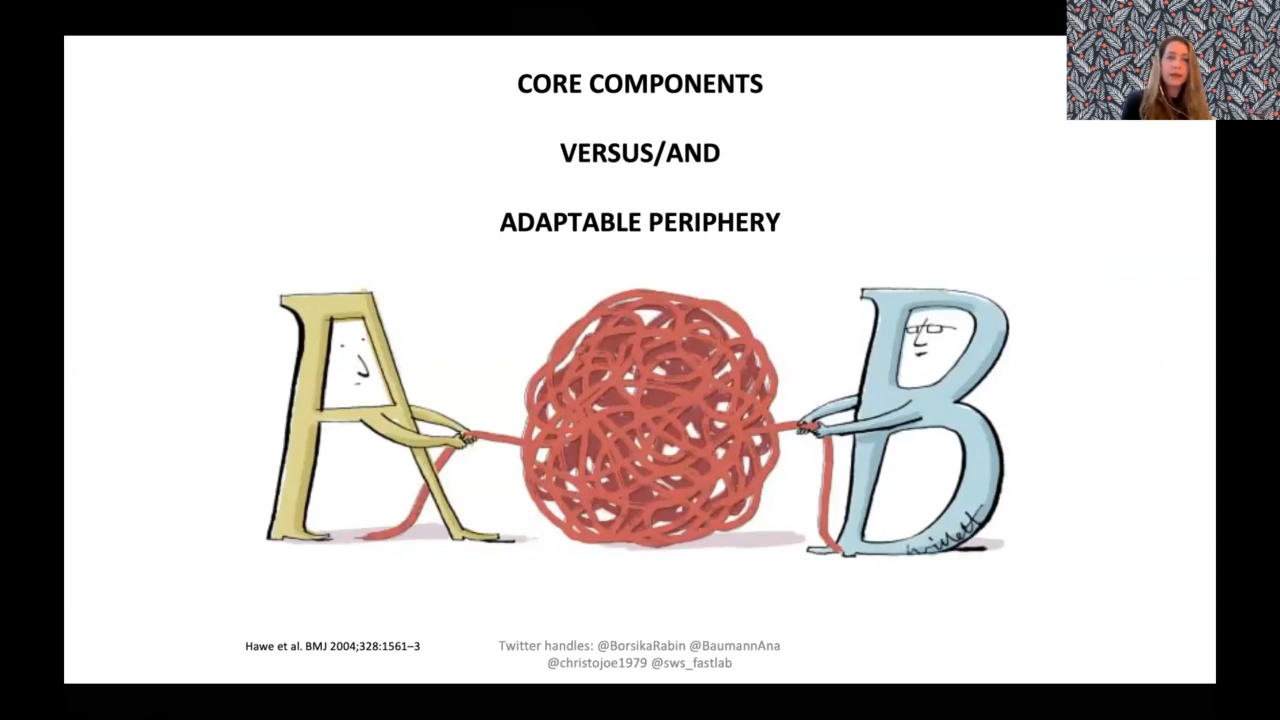 CORE COMPONENTS
VERSUS/AND
ADAPTABLE PERIPHERY
A
B
Hawe et al. BMJ 2004;328:1561–3
Twitter handles: @BorsikaRabin @BaumannAna
@christojoe1979 @sws_fastlab